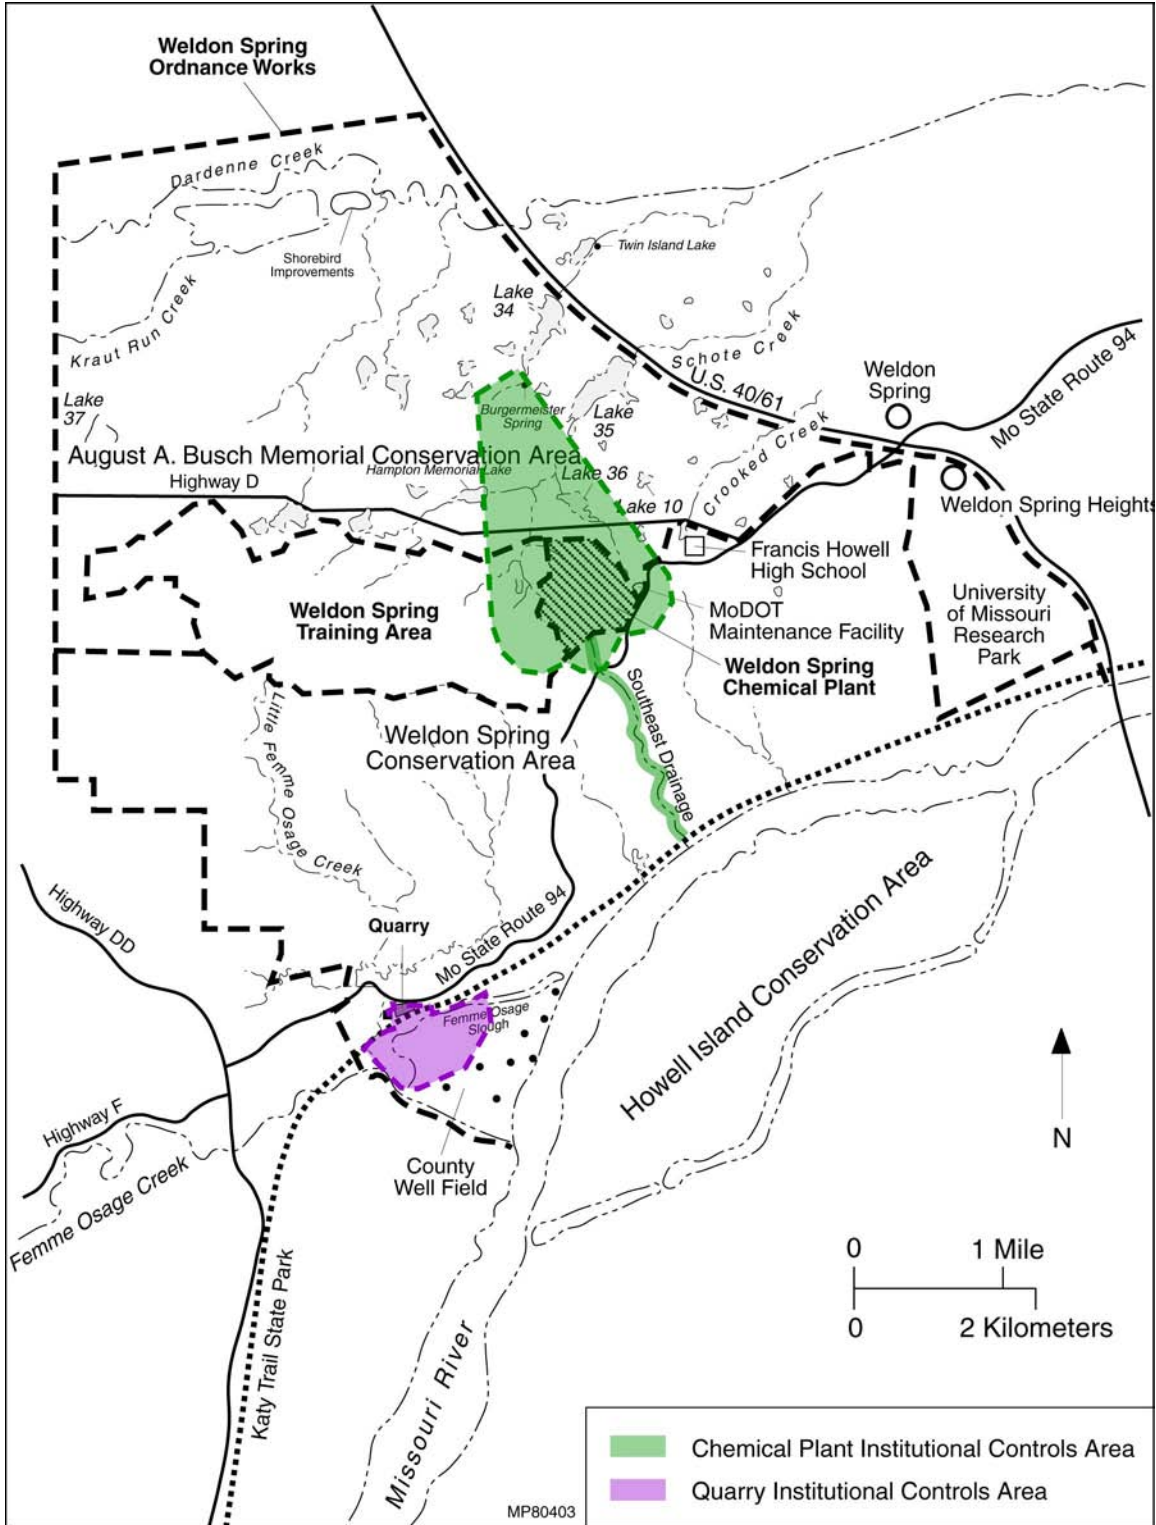 Weldon Spring
Ordnance Works
Dardenne Creek
Shorebird
Improvements
Twin Island Lake
Kraut Run Creek
Lake
34
Schote Creek
Mo State Route 94
Weldon
Spring
U.S. 40/61
Lake
37
Burgermeister
Spring
Lake
35
Crooked Creek
August A. Busch Memorial Conservation Area
Hampton Memorial Lake
Lake 36
Highway D
Lake 10
Weldon Spring Heights
Francis Howell
High School
Weldon Spring
Training Area
MoDOT
Maintenance Facility
University
of Missouri
Research
Park
Weldon Spring
Chemical Plant
Southeast Drainage
Little Femme Osage Creek
Weldon Spring
Conservation Area
Highway DD
Quarry
Mo State Route 94
Howell Island Conservation Area
Femme Osage
Slough
Highway F
Femme Osage Creek
County
Well Field
N
Katy Trail State Park
Missouri River
0 1 Mile
0 2 Kilometers
MP80403
Chemical Plant Institutional Controls Area
Quarry Institutional Controls Area